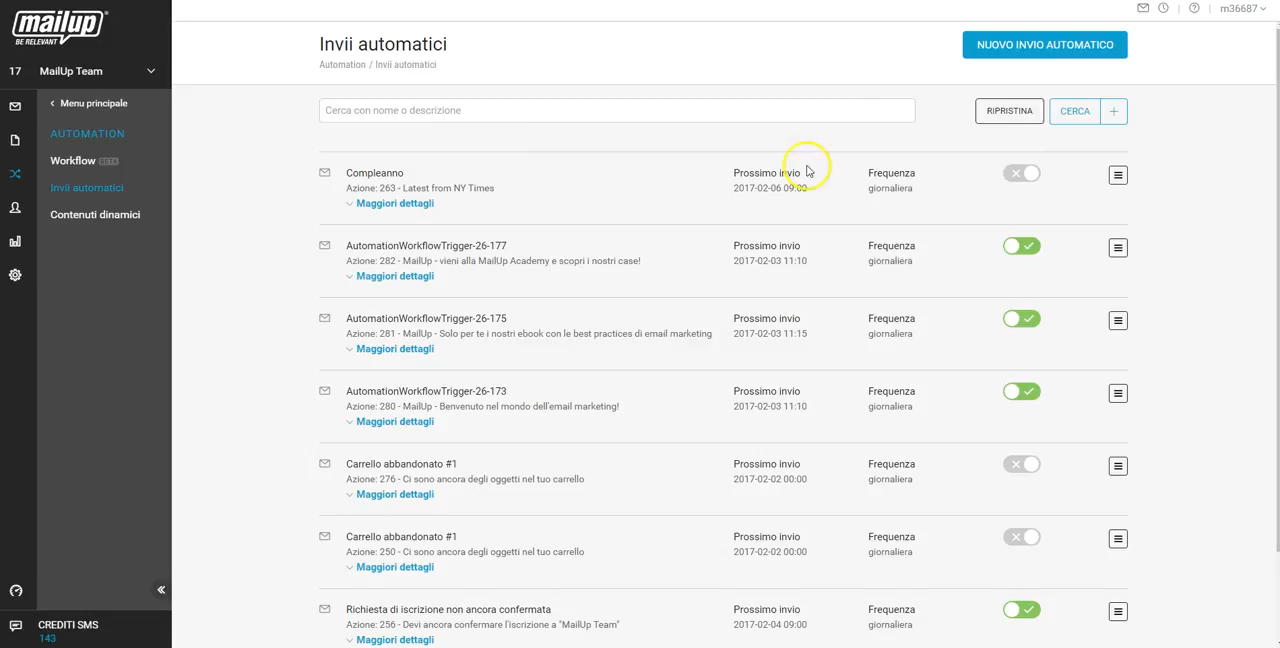 m36687
mailup
BE RELEVANT
17 MailUp Team
Menu principale
AUTOMATION
Workflow BETA
Invii automatici
Contenuti dinamici
CREDITI SMS
143
Invii automatici
NUOVO INVIO AUTOMATICO
Automation / Invii automatici
Cerca con nome o descrizione
RIPRISTINA
CERCA +
Compleanno
Azione: 263 - Latest from NY Times
Maggiori dettagli
Prossimo invio
2017-02-06 09:00
Frequenza
giornaliera
AutomationWorkflowTrigger-26-177
Azione: 282 - MailUp - vieni alla MailUp Academy e scopri i nostri case!
Maggiori dettagli
Prossimo invio
2017-02-03 11:10
Frequenza
giornaliera
AutomationWorkflowTrigger-26-175
Azione: 281 - MailUp - Solo per te i nostri ebook con le best practices di email marketing
Maggiori dettagli
Prossimo invio
2017-02-03 11:15
Frequenza
giornaliera
AutomationWorkflowTrigger-26-173
Azione: 280 - MailUp - Benvenuto nel mondo dell'email marketing!
Maggiori dettagli
Prossimo invio
2017-02-03 11:10
Frequenza
giornaliera
Carrello abbandonato #1
Azione: 276 - Ci sono ancora degli oggetti nel tuo carrello
Maggiori dettagli
Prossimo invio
2017-02-02 00:00
Frequenza
giornaliera
Carrello abbandonato #1
Azione: 250 - Ci sono ancora degli oggetti nel tuo carrello
Maggiori dettagli
Prossimo invio
2017-02-02 00:00
Frequenza
giornaliera
Richiesta di iscrizione non ancora confermata
Azione: 256 - Devi ancora confermare l'iscrizione a "MailUp Team"
Maggiori dettagli
Prossimo invio
2017-02-04 09:00
Frequenza
giornaliera